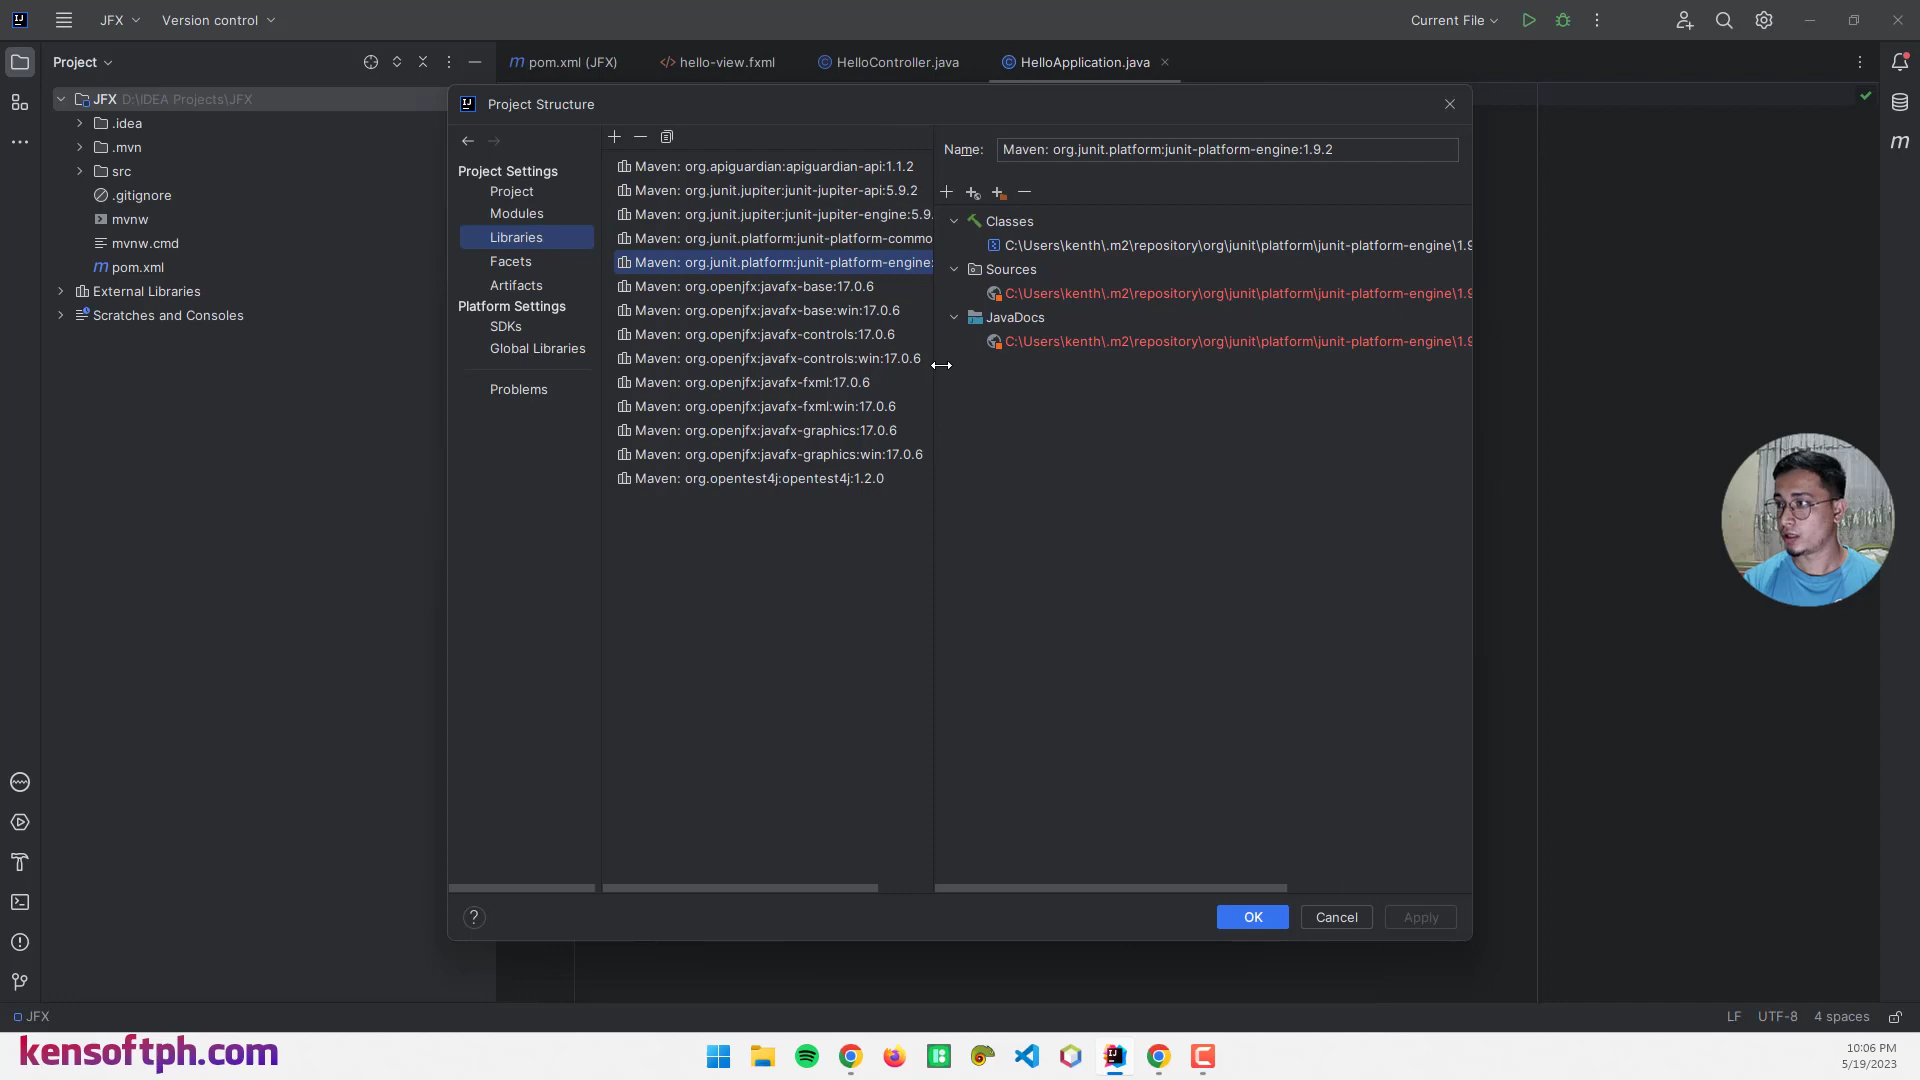 JFX
Version control
Current File
Project
pom.xml (JFX)
hello-view.fxml
HelloController.java
HelloApplication.java
JFX D:\IDEA Projects\JFX
.idea
.mvn
src
.gitignore
mvnw
mvnw.cmd
pom.xml
External Libraries
Scratches and Consoles
Project Structure
Project Settings
Project
Modules
Libraries
Facets
Artifacts
Platform Settings
SDKs
Global Libraries
Problems
Maven: org.apiguardian:apiguardian-api:1.1.2
Maven: org.junit.jupiter:junit-jupiter-api:5.9.2
Maven: org.junit.jupiter:junit-jupiter-engine:5.9.
Maven: org.junit.platform:junit-platform-commo
Maven: org.junit.platform:junit-platform-engine:
Maven: org.openjfx:javafx-base:17.0.6
Maven: org.openjfx:javafx-base:win:17.0.6
Maven: org.openjfx:javafx-controls:17.0.6
Maven: org.openjfx:javafx-controls:win:17.0.6
Maven: org.openjfx:javafx-fxml:17.0.6
Maven: org.openjfx:javafx-fxml:win:17.0.6
Maven: org.openjfx:javafx-graphics:17.0.6
Maven: org.openjfx:javafx-graphics:win:17.0.6
Maven: org.opentest4j:opentest4j:1.2.0
Name: Maven: org.junit.platform:junit-platform-engine:1.9.2
Classes
C:\Users\kenth\.m2\repository\org\junit\platform\junit-platform-engine\1.9
Sources
C:\Users\kenth\.m2\repository\org\junit\platform\junit-platform-engine\1.9
JavaDocs
C:\Users\kenth\.m2\repository\org\junit\platform\junit-platform-engine\1.9
?
OK
Cancel
Apply
JFX
LF
UTF-8
4 spaces
kensoftph.com
10:06 PM
5/19/2023